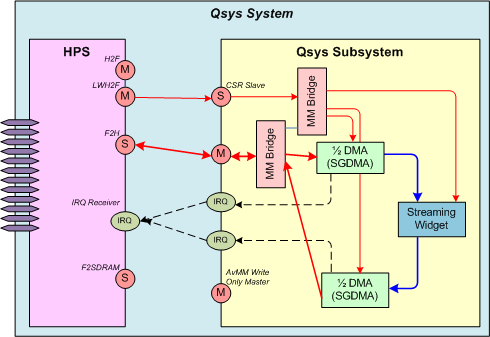 Qsys System
HPS
Qsys Subsystem
H2F
M
LWH2F
M
S
CSR Slave
MM Bridge
F2H
S
M
MM Bridge
½ DMA
(SGDMA)
IRQ Receiver
IRQ
IRQ
IRQ
Streaming
Widget
F2SDRAM
S
AvMM Write
Only Master
M
½ DMA
(SGDMA)